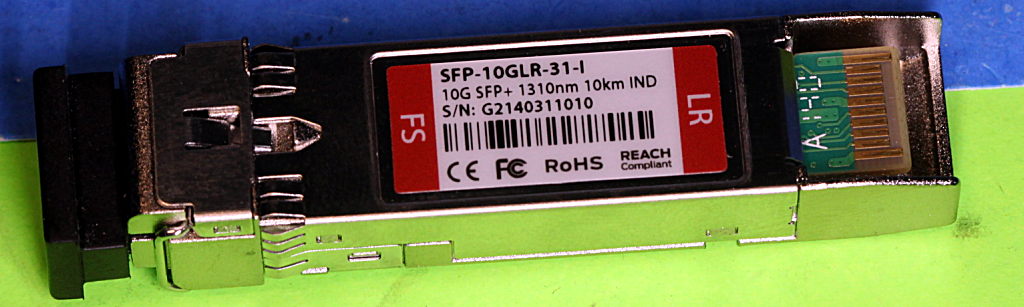 FS
SFP-10GLR-31-I
10G SFP+ 1310nm 10km IND
S/N: G2140311010
CE FC RoHS REACH
Compliant
LR